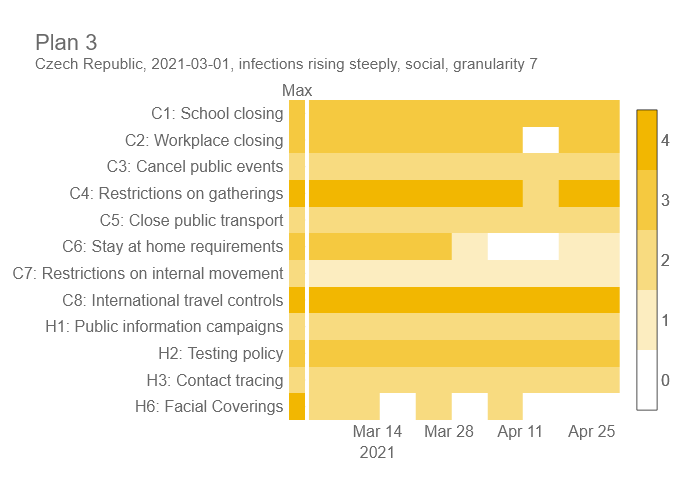 Plan 3
Czech Republic, 2021-03-01, infections rising steeply, social, granularity 7
Max
C1: School closing
C2: Workplace closing
C3: Cancel public events
C4: Restrictions on gatherings
C5: Close public transport
C6: Stay at home requirements
C7: Restrictions on internal movement
C8: International travel controls
H1: Public information campaigns
H2: Testing policy
H3: Contact tracing
H6: Facial Coverings
4
3
2
1
0
Mar 14 Mar 28 Apr 11 Apr 25
2021